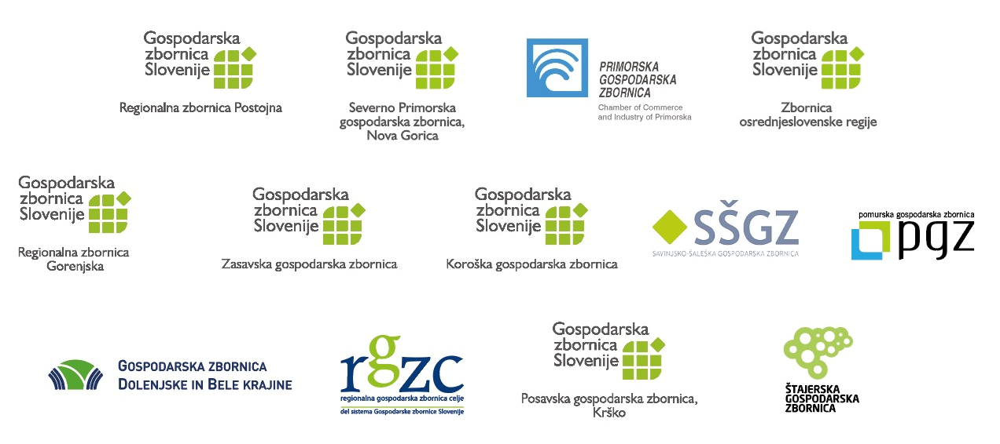 Gospodarska
zbornica
Slovenije
Regionalna zbornica Postojna
Gospodarska
zbornica
Slovenije
Severno Primorska
gospodarska zbornica,
Nova Gorica
PRIMORSKA
GOSPODARSKA
ZBORNICA
Chamber of Commerce
and Industry of Primorska
Gospodarska
zbornica
Slovenije
Zbornica
osrednjeslovenske regije
Gospodarska
zbornica
Slovenije
Regionalna zbornica
Gorenjska
Gospodarska
zbornica
Slovenije
Zasavska gospodarska zbornica
Gospodarska
zbornica
Slovenije
Koroška gospodarska zbornica
SŠGZ
SAVINJSKO-ŠALEŠKA GOSPODARSKA ZBORNICA
pomurska gospodarska zbornica
pgz
GOSPODARSKA ZBORNICA
DOLENJSKE IN BELE KRAJINE
rgzc
regionalna gospodarska zbornica celje
del sistema Gospodarske zbornice Slovenije
Gospodarska
zbornica
Slovenije
Posavska gospodarska zbornica,
Krško
ŠTAJERSKA
GOSPODARSKA
ZBORNICA